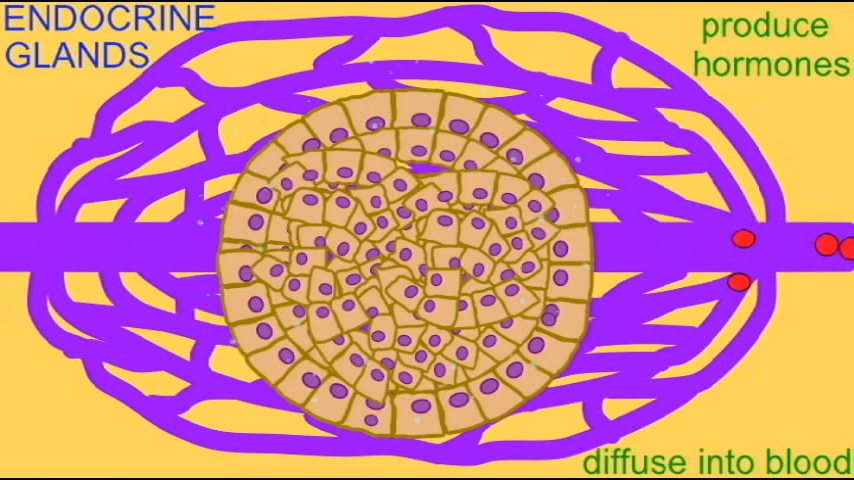 ENDOCRINE
GLANDS
produce
hormones
diffuse into blood